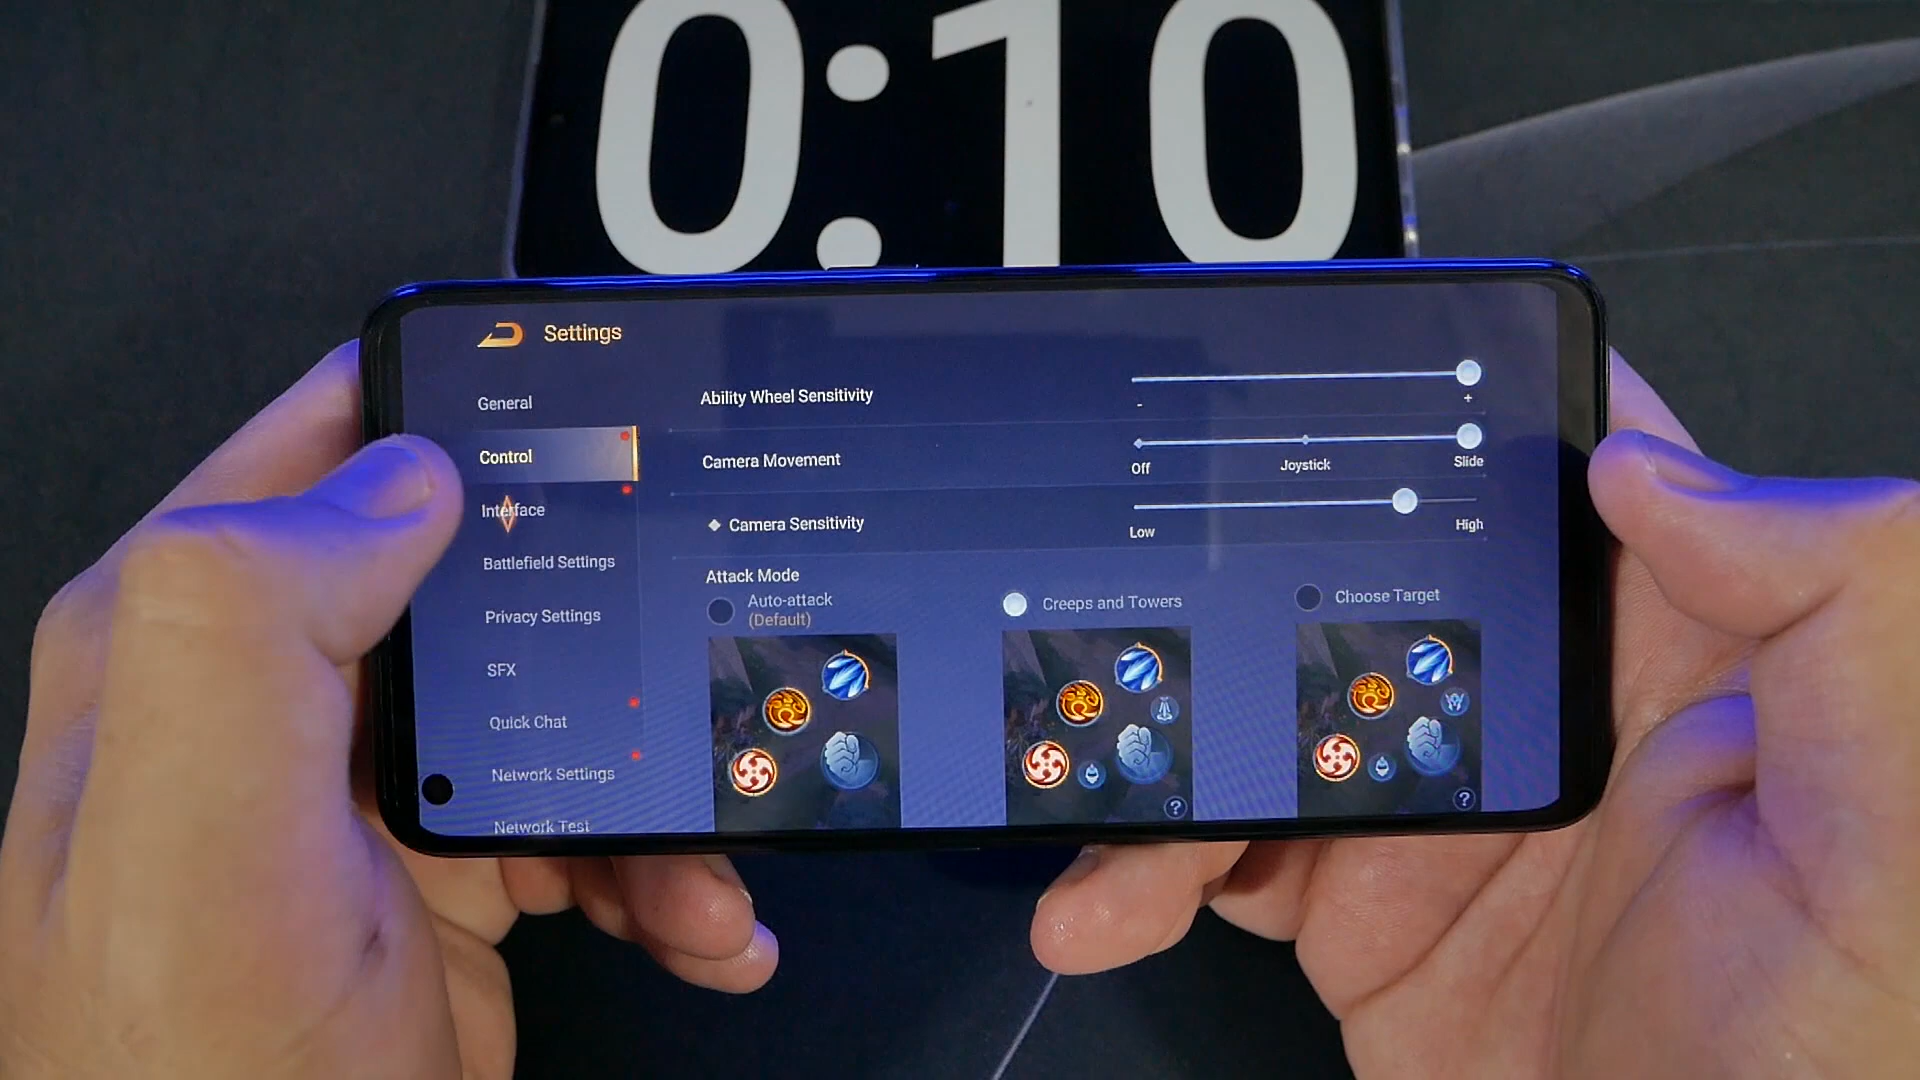 0:10
Settings
General
Control
Interface
Battlefield Settings
Privacy Settings
SFX
Quick Chat
Network Settings
Network Test
Ability Wheel Sensitivity
- +
Camera Movement
Off Joystick Slide
Camera Sensitivity
Low High
Attack Mode
Auto-attack
(Default)
Creeps and Towers
?
Choose Target
?